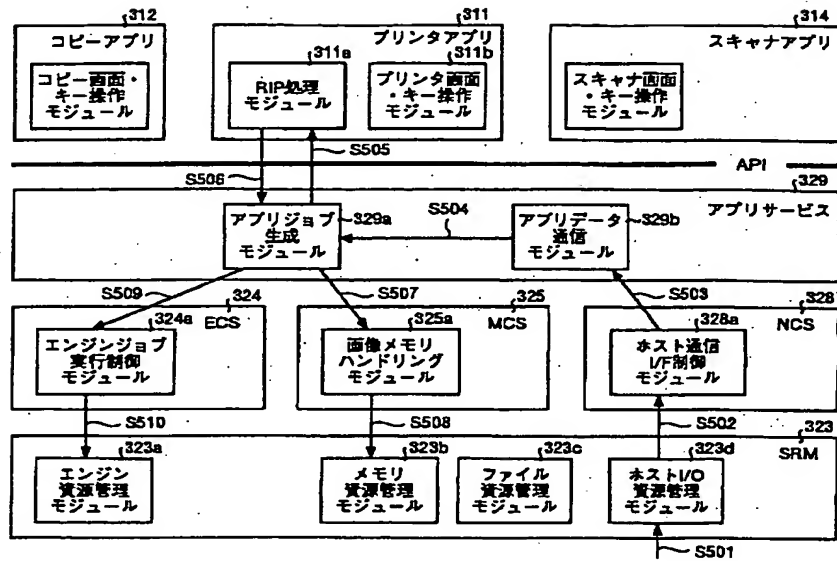 312
コピーアプリ
コピー画面・
キー操作
モジュール
311
プリンタアプリ
311a
RIP処理
モジュール
311b
プリンタ画面
・キー操作
モジュール
314
スキャナアプリ
スキャナ画面
・キー操作
モジュール
S505
API
S506
329
アプリサービス
アプリジョブ
生成
モジュール
329a
S504
アプリデータ
通信
モジュール
329b
S509
324
ECS
324a
エンジンジョブ
実行制御
モジュール
S507
325
MCS
325a
画像メモリ
ハンドリング
モジュール
S503
328
NCS
328a
ホスト通信
I/F制御
モジュール
S510
S508
S502
323
SRM
323a
エンジン
資源管理
モジュール
323b
メモリ
資源管理
モジュール
323c
ファイル
資源管理
モジュール
323d
ホストI/O
資源管理
モジュール
S501